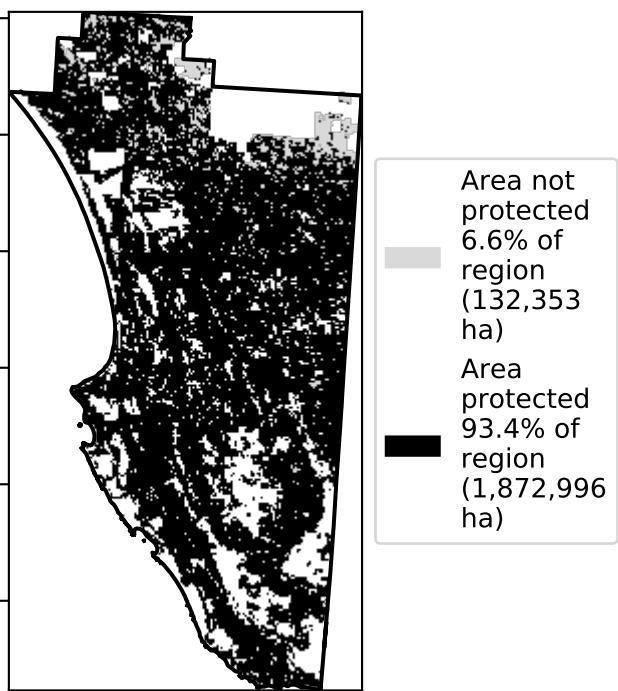 Area not
protected
6.6% of
region
(132,353
ha)
Area
protected
93.4% of
region
(1,872,996
ha)